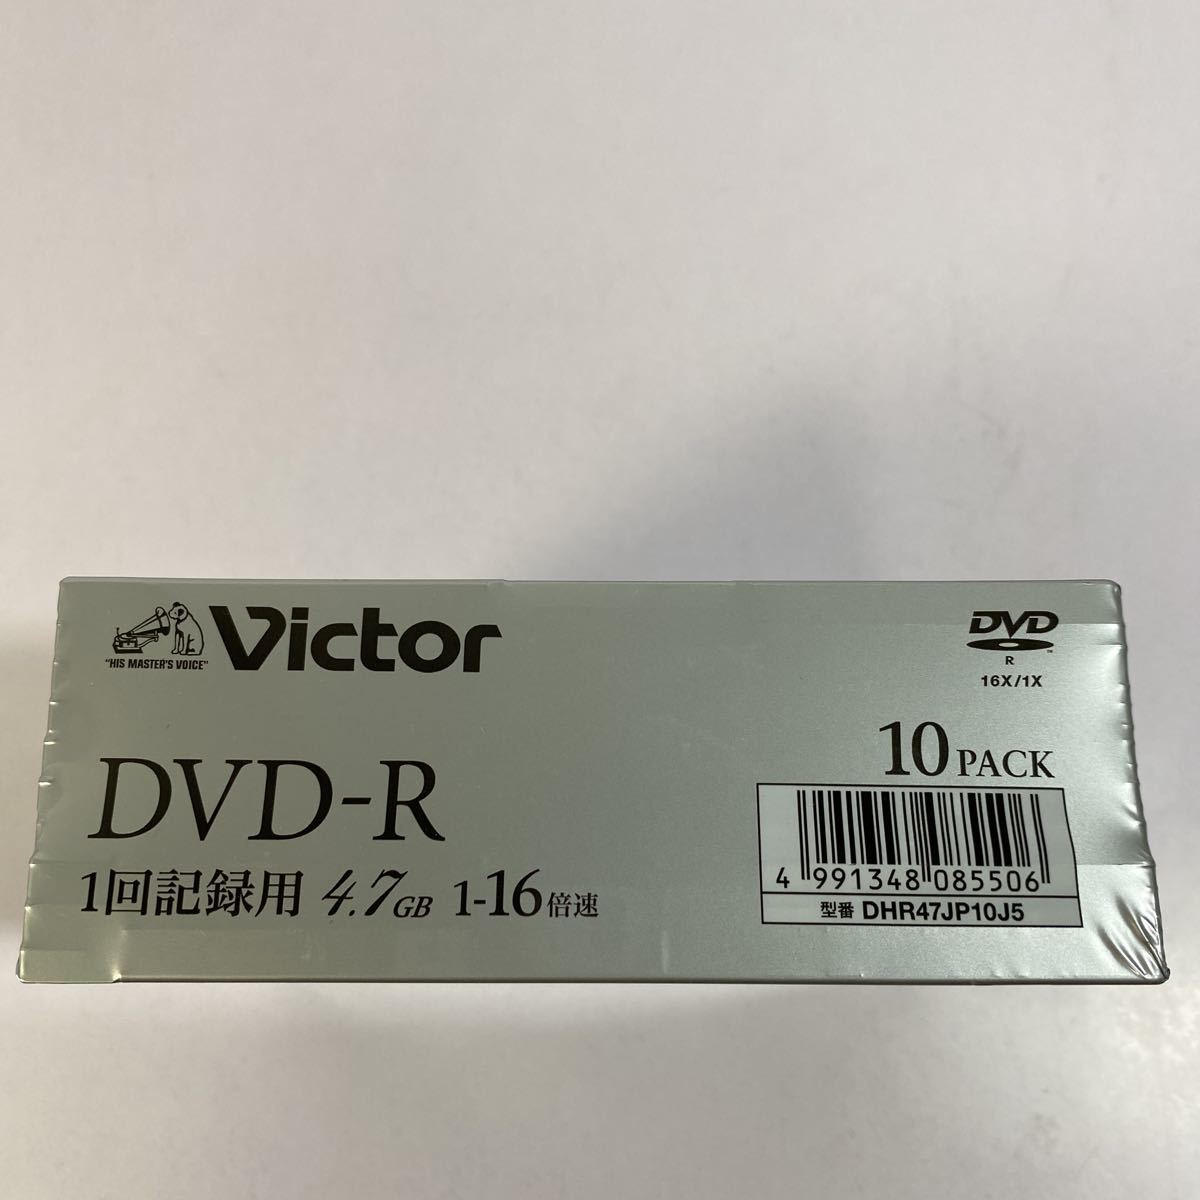 "HIS MASTER'S VOICE"
Victor
DVD
R
16X/1X
10 PACK
DVD-R
1回記録用 4.7GB 1-16倍速
4 991348 085506
型番 DHR47JP10J5